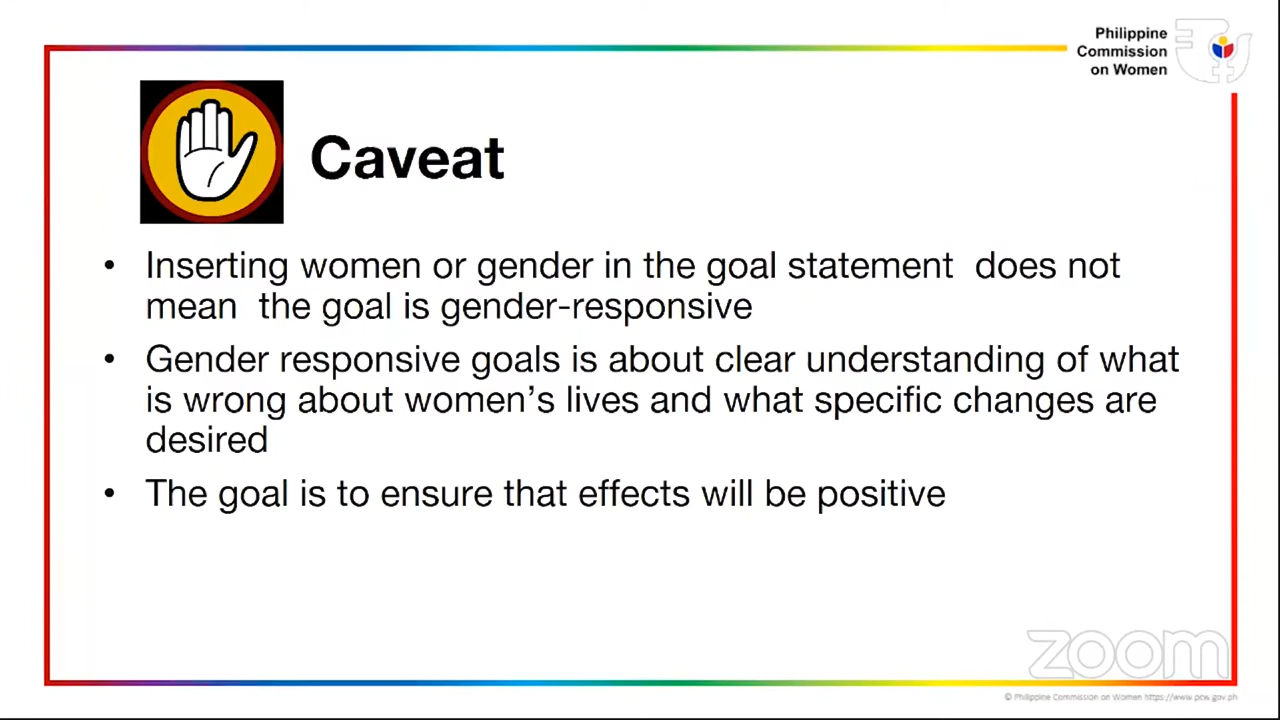 Philippine
Commission
on Women
Caveat
• Inserting women or gender in the goal statement  does not
mean  the goal is gender-responsive
• Gender responsive goals is about clear understanding of what
is wrong about women’s lives and what specific changes are
desired
• The goal is to ensure that effects will be positive
zoom
© Philippine Commission on Women https://www.pcw.gov.ph